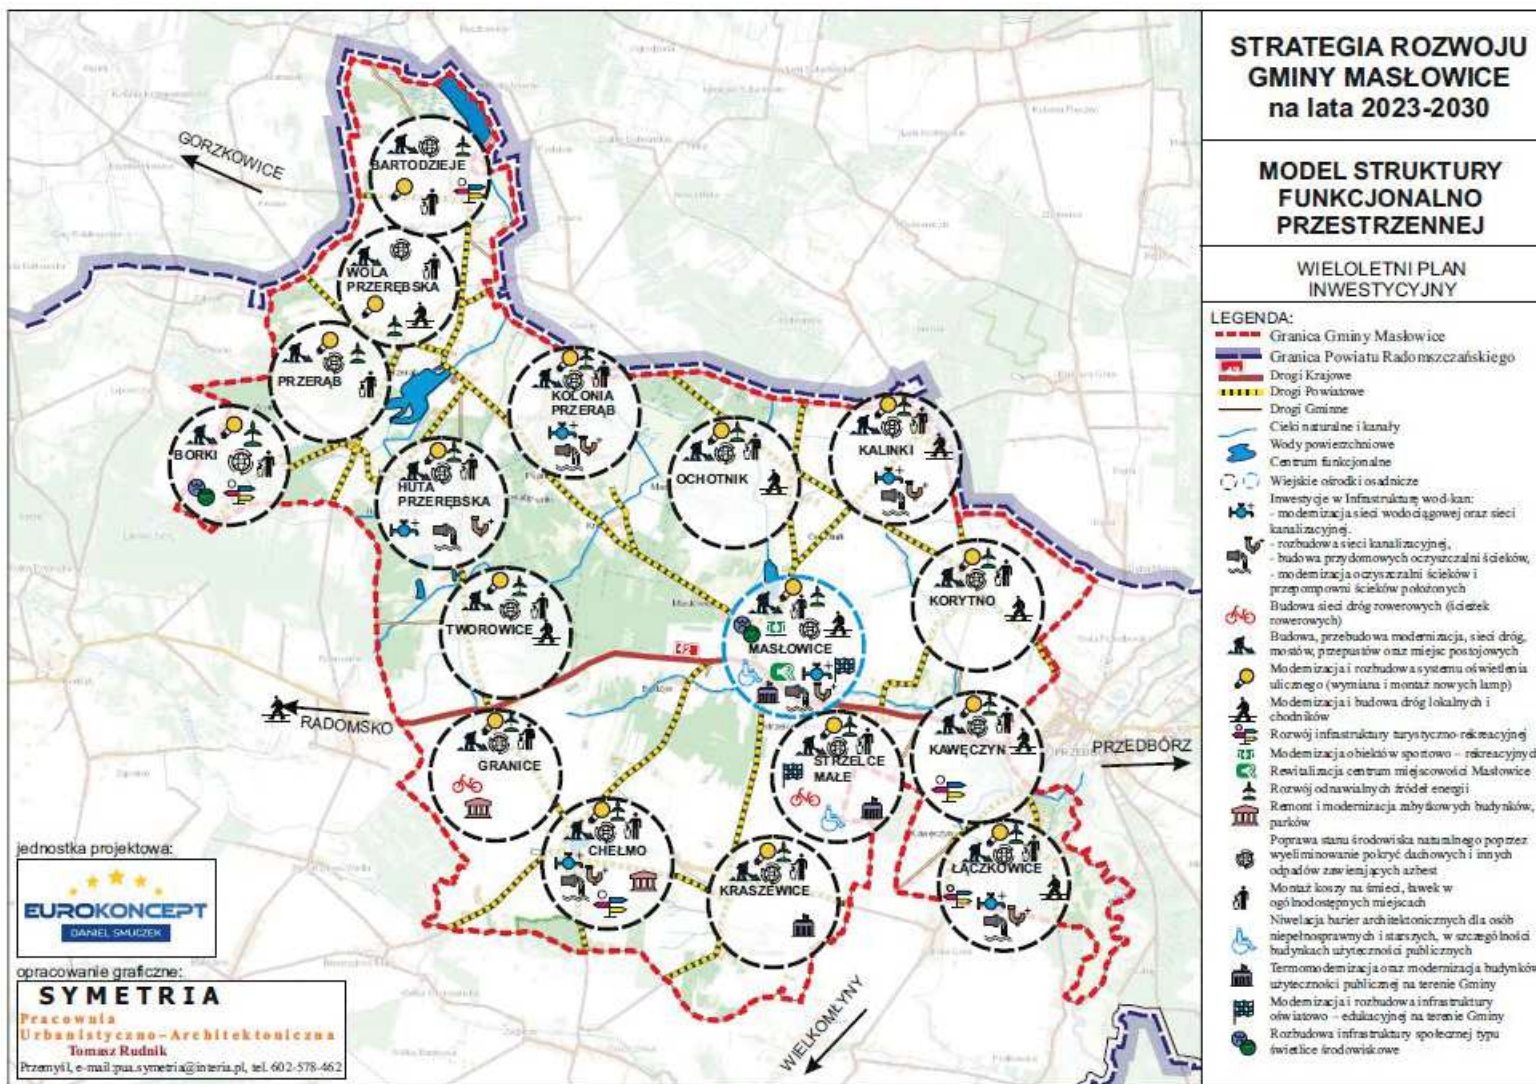 STRATEGIA ROZWOJU
GMINY MASŁOWICE
na lata 2023-2030
MODEL STRUKTURY
FUNKCJONALNO
PRZESTRZENNEJ
WIELOLETNI PLAN
INWESTYCYJNY
LEGENDA:
Granica Gminy Masłowice
Granica Powiatu Radomszczańskiego
Drogi Krajowe
Drogi Powiatowe
Drogi Gminne
Cieki naturalne i kanały
Wody powierzchniowe
Centrum funkcjonalne
Wiejskie ośrodki osadnicze
Inwestycje w Infrastrukturę wod-kan:
- modernizacja sieci wodociągowej oraz sieci
kanalizacyjnej.
- rozbudowa sieci kanalizacyjnej,
- budowa przydomowych oczyszczalni ścieków,
- modernizacja oczyszczalni ścieków i
przepompowni ścieków położonych
Budowa sieci dróg rowerowych (ścieżek
rowerowych)
Budowa, przebudowa modernizacja, sieci dróg,
mostów, przepustów oraz miejsc postojowych
Modernizacja i rozbudowa systemu oświetlenia
ulicznego (wymiana i montaż nowych lamp)
Modernizacja i budowa dróg lokalnych i
chodników
Rozwój infrastruktury turystyczno-rekreacyjnej
Modernizacja obiektów sportowo – rekreacyjnych
Rewitalizacja centrum miejscowości Masłowice
Rozwój odnawialnych źródeł energii
Remont i modernizacja zabytkowych budynków,
parków
Poprawa stanu środowiska naturalnego poprzez
wyeliminowanie pokryć dachowych i innych
odpadów zawierających azbest
Montaż koszy na śmieci, ławek w
ogólnodostępnych miejscach
Niwelacja barier architektonicznych dla osób
niepełnosprawnych i starszych, w szczególności
budynkach użyteczności publicznych
Termomodernizacja oraz modernizacja budynków
użyteczności publicznej na terenie Gminy
Modernizacja i rozbudowa infrastruktury
oświatowo – edukacyjnej na terenie Gminy
Rozbudowa infrastruktury społecznej typu
świetlice środowiskowe
GORZKOWICE
BARTODZIEJE
WOLA
PRZERĘBSKA
PRZERĄB
KOLONIA
PRZERĄB
BORKI
HUTA
PRZERĘBSKA
OCHOTNIK
KALINKI
KORYTNO
TWOROWICE
MASŁOWICE
RADOMSKO
GRANICE
STRZELCE
MAŁE
KAWĘCZYN
PRZEDBÓRZ
CHEŁMO
KRASZEWICE
ŁĄCZKOWICE
WIELKOMŁYNY
jednostka projektowa:
EUROKONCEPT
DANIEL SMUCZEK
opracowanie graficzne:
SYMETRIA
Pracownia
Urbanistyczno-Architektoniczna
Tomasz Rudnik
Przemyśl, e-mail:pua.symetria@interia.pl, tel. 602-578-462